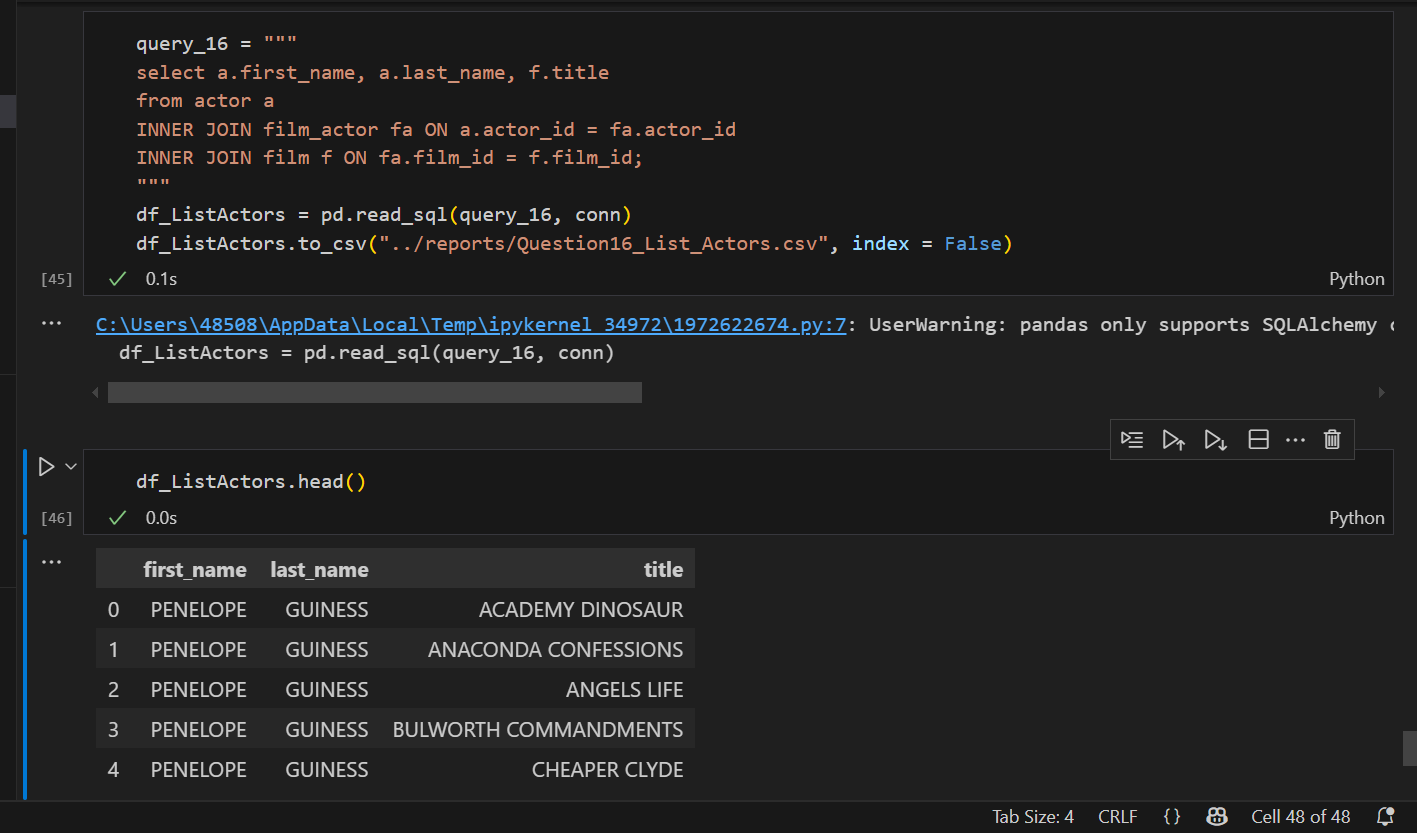 query_16 = """
select a.first_name, a.last_name, f.title
from actor a
INNER JOIN film_actor fa ON a.actor_id = fa.actor_id
INNER JOIN film f ON fa.film_id = f.film_id;
"""
df_ListActors = pd.read_sql(query_16, conn)
df_ListActors.to_csv("../reports/Question16_List_Actors.csv", index = False)
[45] 0.1s Python
C:\Users\48508\AppData\Local\Temp\ipykernel_34972\1972622674.py:7: UserWarning: pandas only supports SQLAlchemy
df_ListActors = pd.read_sql(query_16, conn)
df_ListActors.head()
[46] 0.0s Python
first_name last_name title
0 PENELOPE GUINESS ACADEMY DINOSAUR
1 PENELOPE GUINESS ANACONDA CONFESSIONS
2 PENELOPE GUINESS ANGELS LIFE
3 PENELOPE GUINESS BULWORTH COMMANDMENTS
4 PENELOPE GUINESS CHEAPER CLYDE
Tab Size: 4 CRLF {} Cell 48 of 48